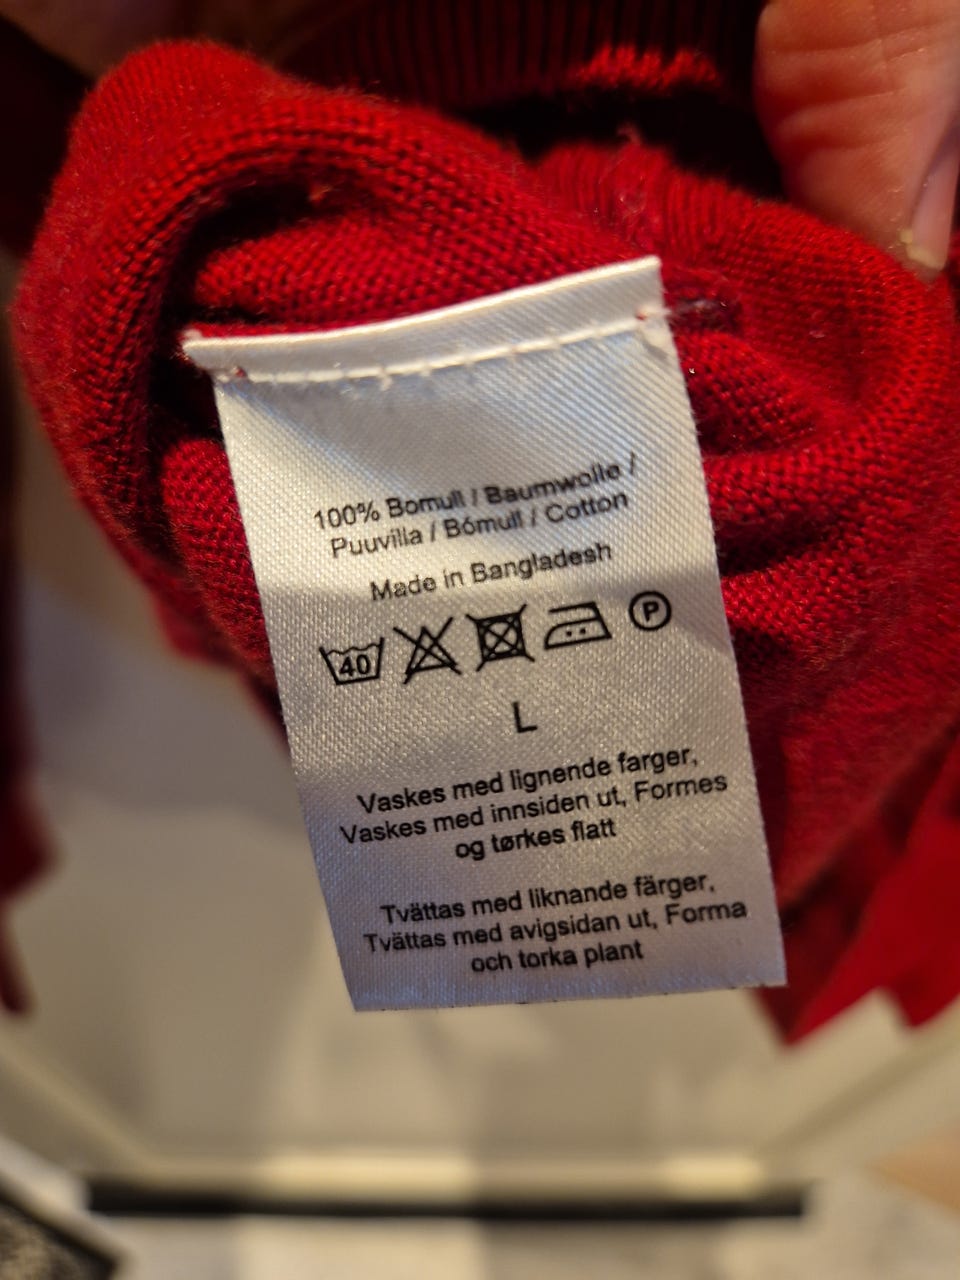 100% Bomull / Baumwolle /
Puuvilla / Bómull / Cotton
Made in Bangladesh
40 P
L
Vaskes med lignende farger,
Vaskes med innsiden ut, Formes
og tørkes flatt
Tvättas med liknande färger,
Tvättas med avigsidan ut, Forma
och torka plant